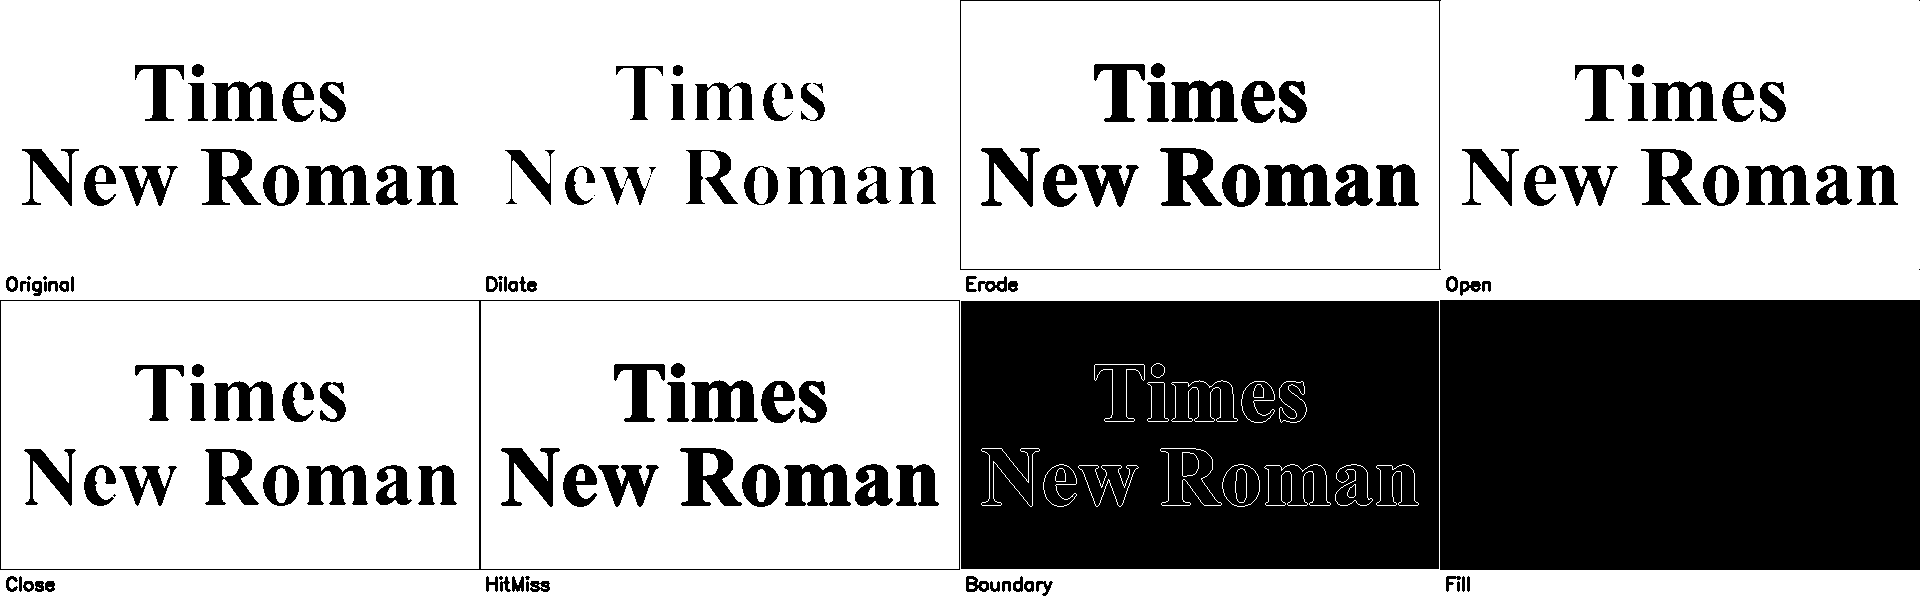 Times
New Roman
Original
Times
New Roman
Dilate
Times
New Roman
Erode
Times
New Roman
Open
Times
New Roman
Close
Times
New Roman
HitMiss
Times
New Roman
Boundary
Fill